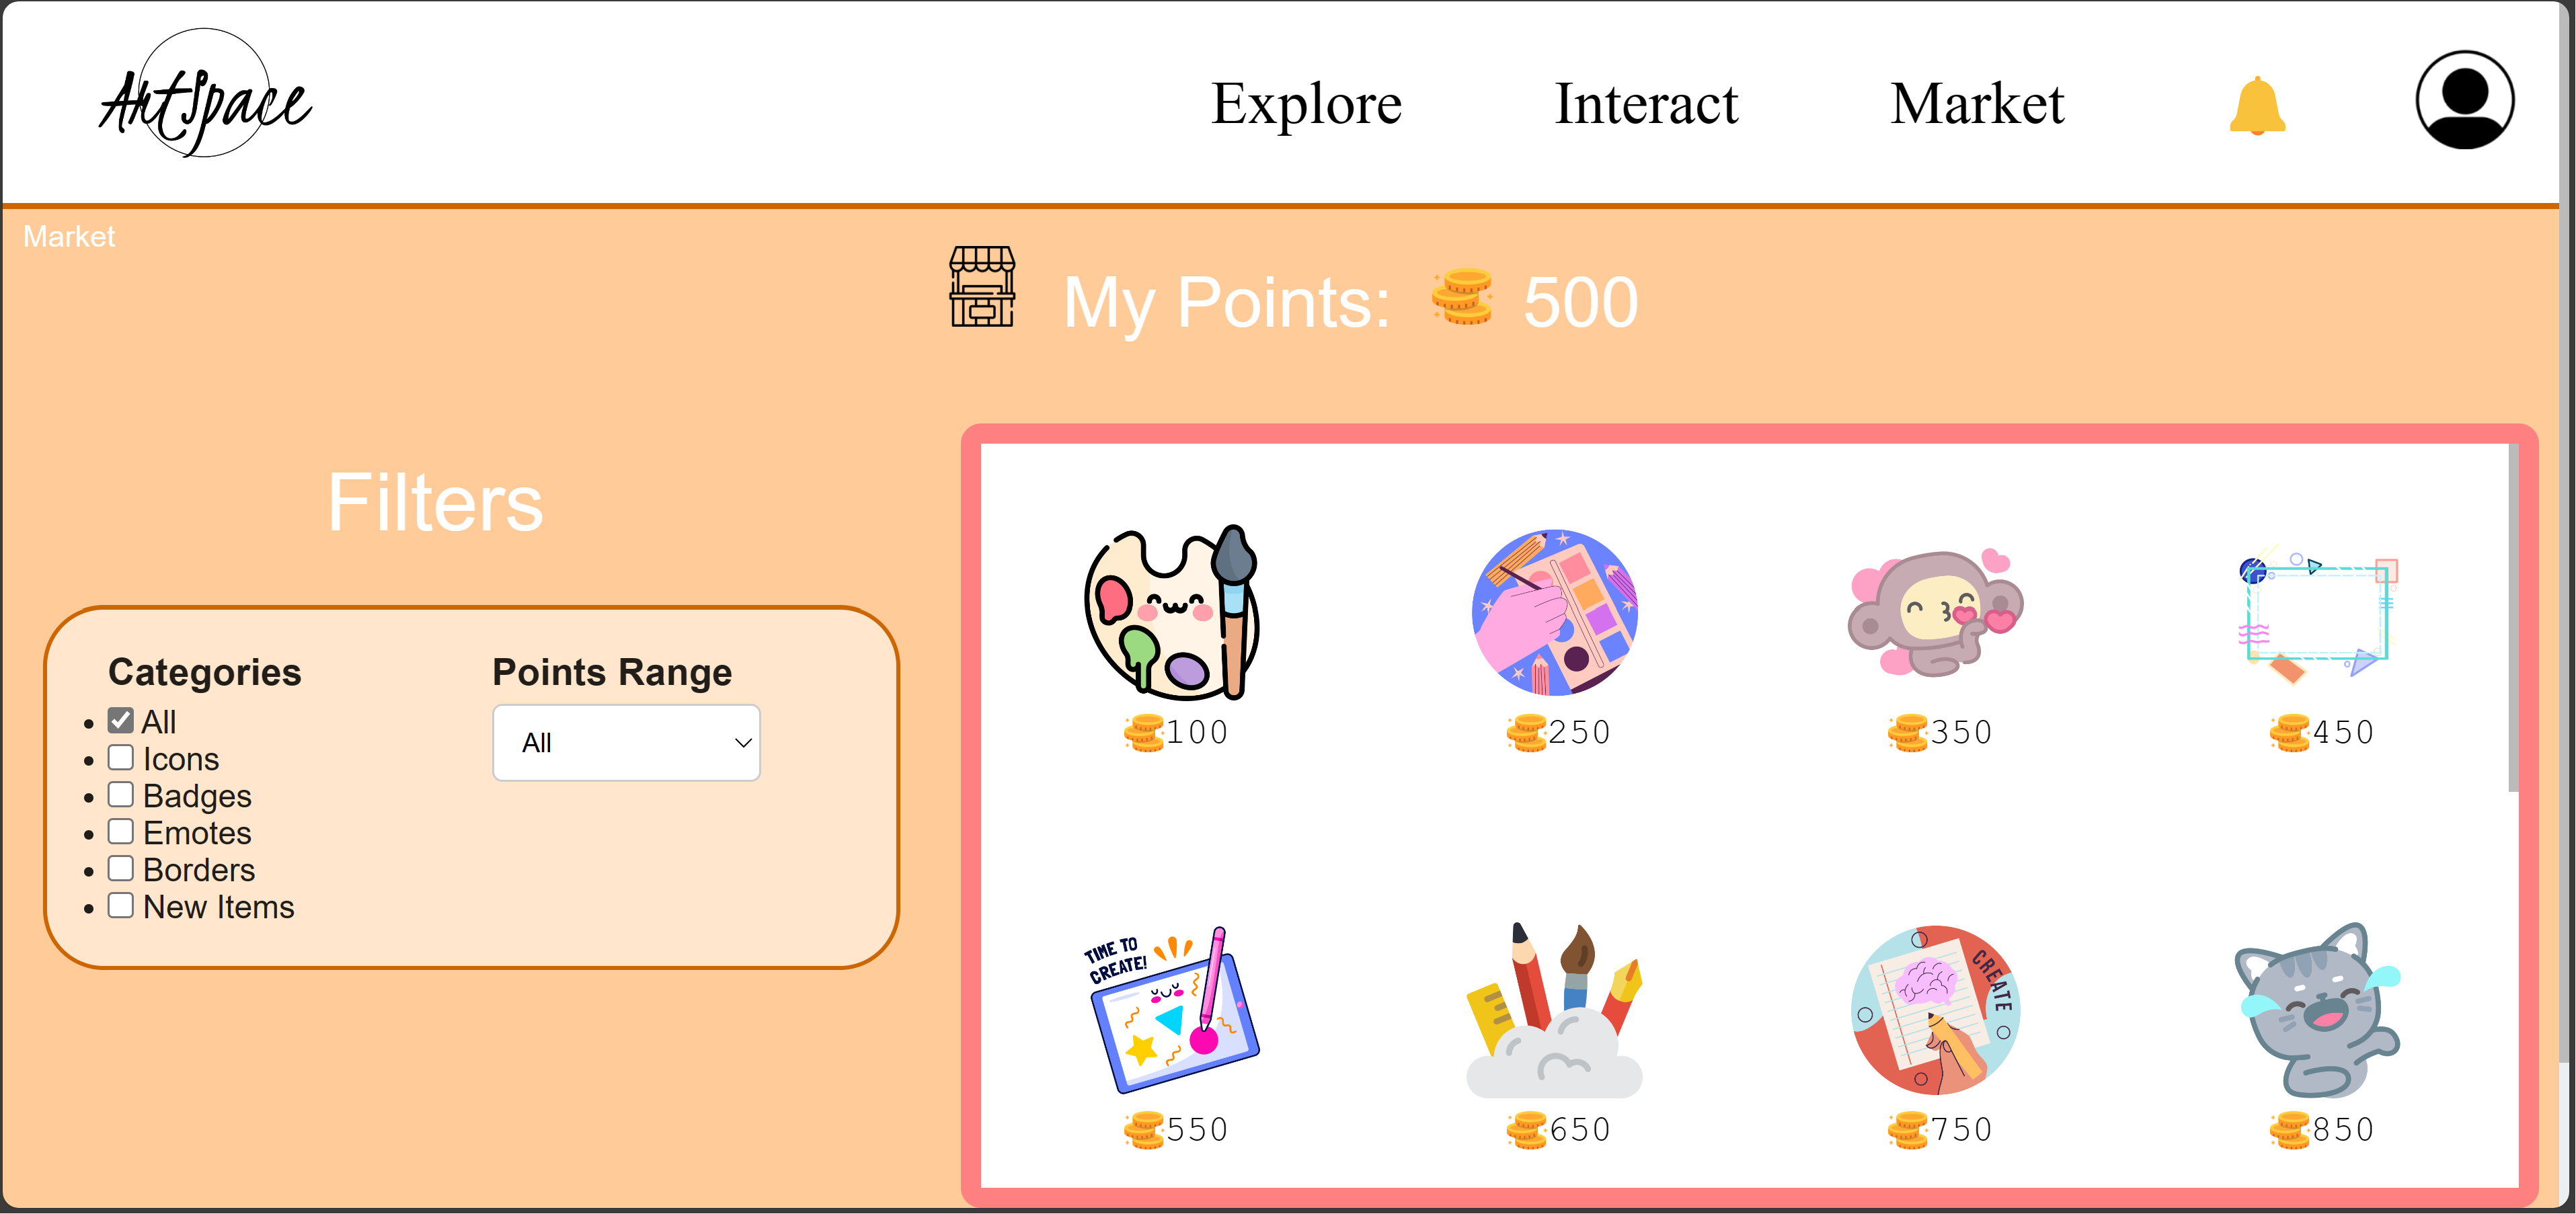 ArtSpace
Explore Interact Market
Market
My Points: 500
Filters
Categories
All
Icons
Badges
Emotes
Borders
New Items
Points Range
All
100 250 350 450
TIME TO
CREATE!
CREATE
550 650 750 850